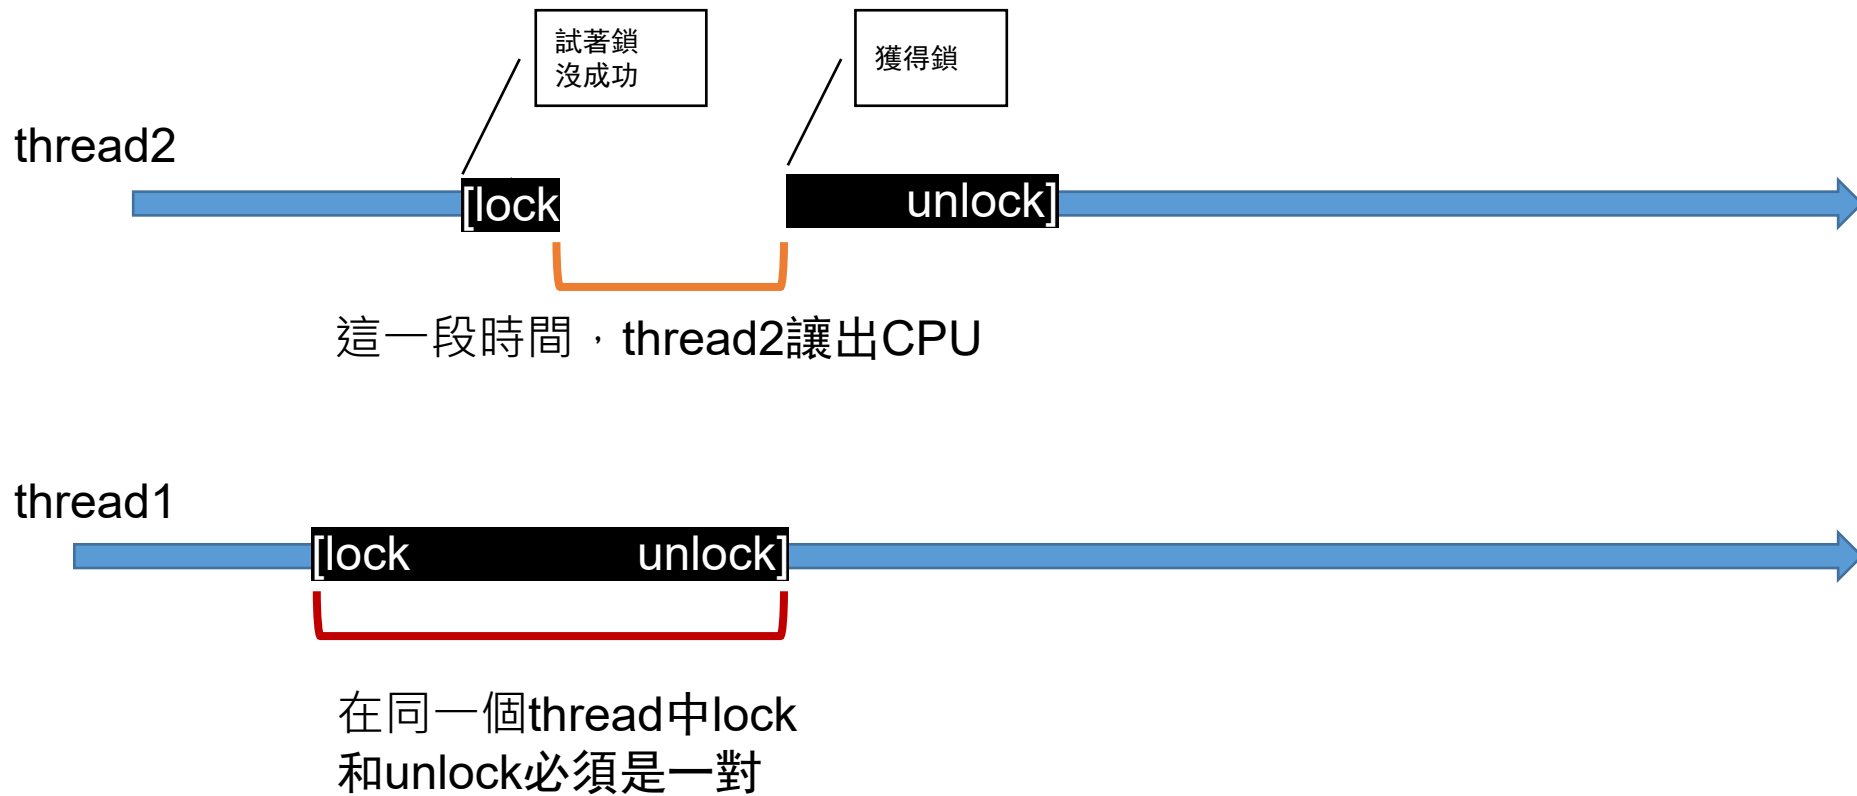 試著鎖
沒成功
獲得鎖
thread2
[lock
unlock]
這一段時間，thread2讓出CPU
thread1
[lock
unlock]
在同一個thread中lock
和unlock必須是一對